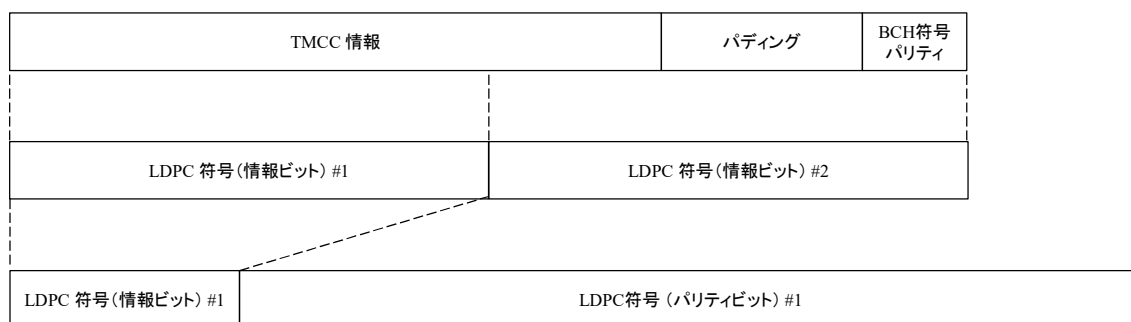 TMCC 情報
パディング
BCH符号
パリティ
LDPC 符号（情報ビット） #1
LDPC 符号（情報ビット） #2
LDPC 符号（情報ビット） #1
LDPC符号 （パリティビット） #1